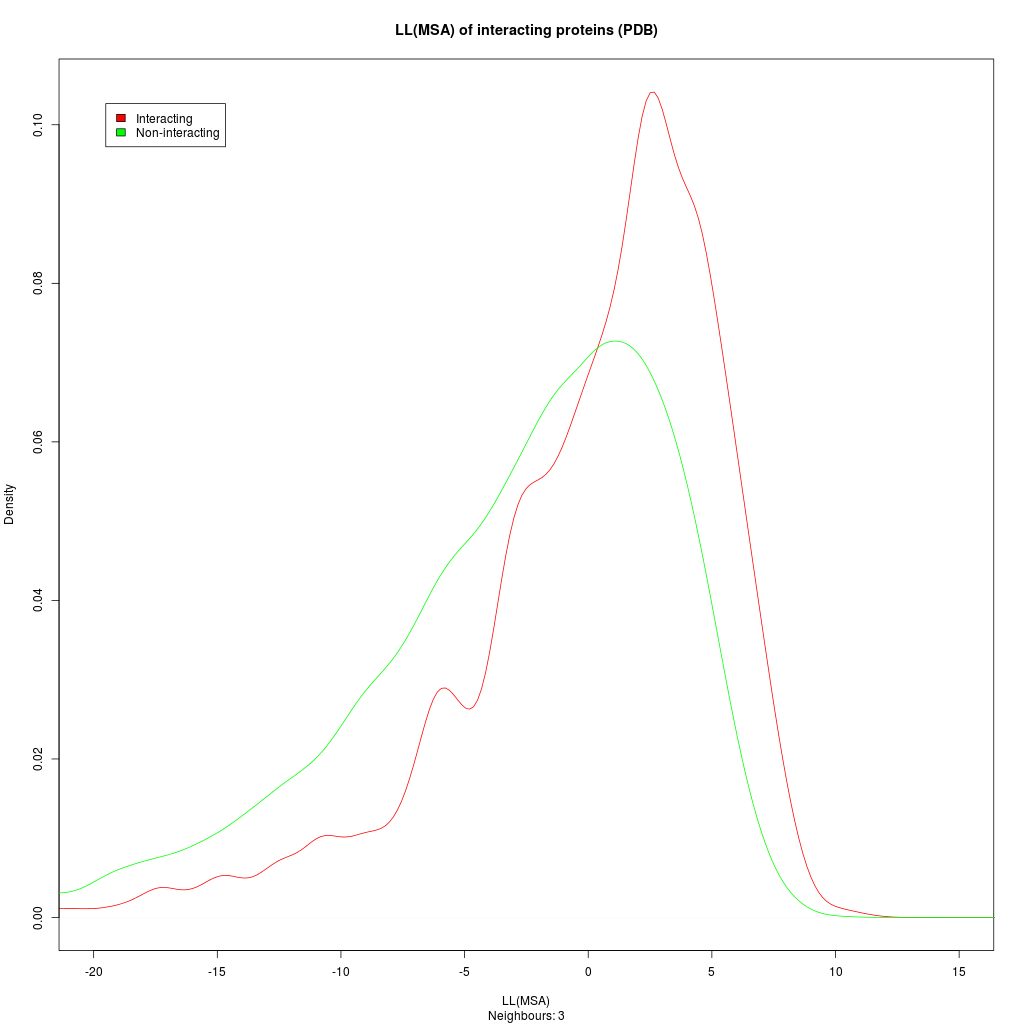 LL(MSA) of interacting proteins (PDB)
Interacting
Non-interacting
Density
0.00
0.02
0.04
0.06
0.08
0.10
-20
-15
-10
-5
0
5
10
15
LL(MSA)
Neighbours: 3